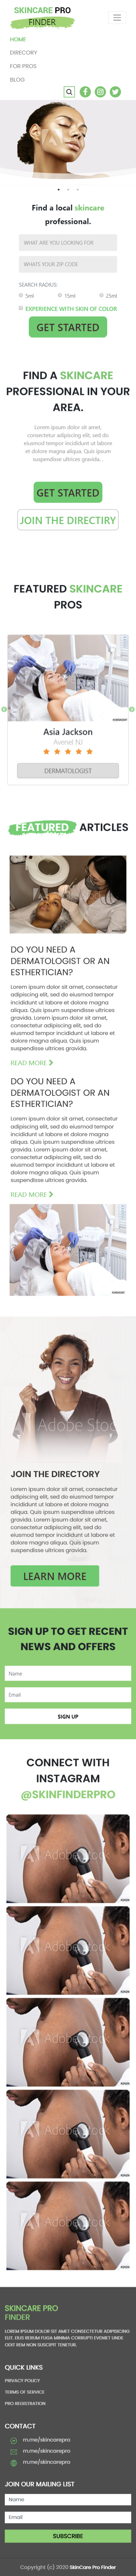 SKINCARE PRO
FINDER
HOME
DIRECORY
FOR PROS
BLOG
Find a local skincare
professional.
WHAT ARE YOU LOOKING FOR
WHATS YOUR ZIP CODE
SEARCH RADIUS:
5mil 15mil 25mil
EXPERIENCE WITH SKIN OF COLOR
GET STARTED
FIND A SKINCARE
PROFESSIONAL IN YOUR
AREA.
Lorem ipsum dolor sit amet,
consectetur adipiscing elit, sed do
eiusmod tempor incididunt ut labore
et dolore magna aliqua. Quis ipsum
suspendisse ultrices gravida...
GET STARTED
JOIN THE DIRECTIRY
FEATURED SKINCARE
PROS
Asia Jackson
Avenel NJ
DERMATOLOGIST
FEATURED ARTICLES
DO YOU NEED A
DERMATOLOGIST OR AN
ESTHERTICIAN?
Lorem ipsum dolor sit amet, consectetur
adipiscing elit, sed do eiusmod tempor
incididunt ut labore et dolore magna
aliqua. Quis ipsum suspendisse ultrices
gravida. Lorem ipsum dolor sit amet,
consectetur adipiscing elit, sed do
eiusmod tempor incididunt ut labore et
dolore magna aliqua. Quis ipsum
suspendisse ultrices gravida.
READ MORE
DO YOU NEED A
DERMATOLOGIST OR AN
ESTHERTICIAN?
Lorem ipsum dolor sit amet, consectetur
adipiscing elit, sed do eiusmod tempor
incididunt ut labore et dolore magna
aliqua. Quis ipsum suspendisse ultrices
gravida. Lorem ipsum dolor sit amet,
consectetur adipiscing elit, sed do
eiusmod tempor incididunt ut labore et
dolore magna aliqua. Quis ipsum
suspendisse ultrices gravida.
READ MORE
Adobe Stoc
JOIN THE DIRECTORY
Lorem ipsum dolor sit amet, consectetur
adipiscing elit, sed do eiusmod tempor
incididunt ut labore et dolore magna
aliqua. Quis ipsum suspendisse ultrices
gravida. Lorem ipsum dolor sit amet,
consectetur adipiscing elit, sed do
eiusmod tempor incididunt ut labore et
dolore magna aliqua. Quis ipsum
suspendisse ultrices gravida.
LEARN MORE
SIGN UP TO GET RECENT
NEWS AND OFFERS
Name
Email
SIGN UP
CONNECT WITH
INSTAGRAM
@SKINFINDERPRO
Adobe Stock
Adobe Stock
Adobe Stock
Adobe Stock
Adobe Stock
SKINCARE PRO
FINDER
LOREM IPSUM DOLOR SIT AMET CONSECTETUR ADIPISICING
ELIT. DUIS RERUM FUGA MINIMA CORRUPTI EVENIET UNDE
ODIT REM NON SUSCIPIT TENETUR.
QUICK LINKS
PRIVACY POLICY
TERMS OF SERVICE
PRO REGISTRATION
CONTACT
m.me/skincarepro
m.me/skincarepro
m.me/skincarepro
JOIN OUR MAILING LIST
Name
Email
SUBSCRIBE
Copyright (c) 2020 SkinCare Pro Finder